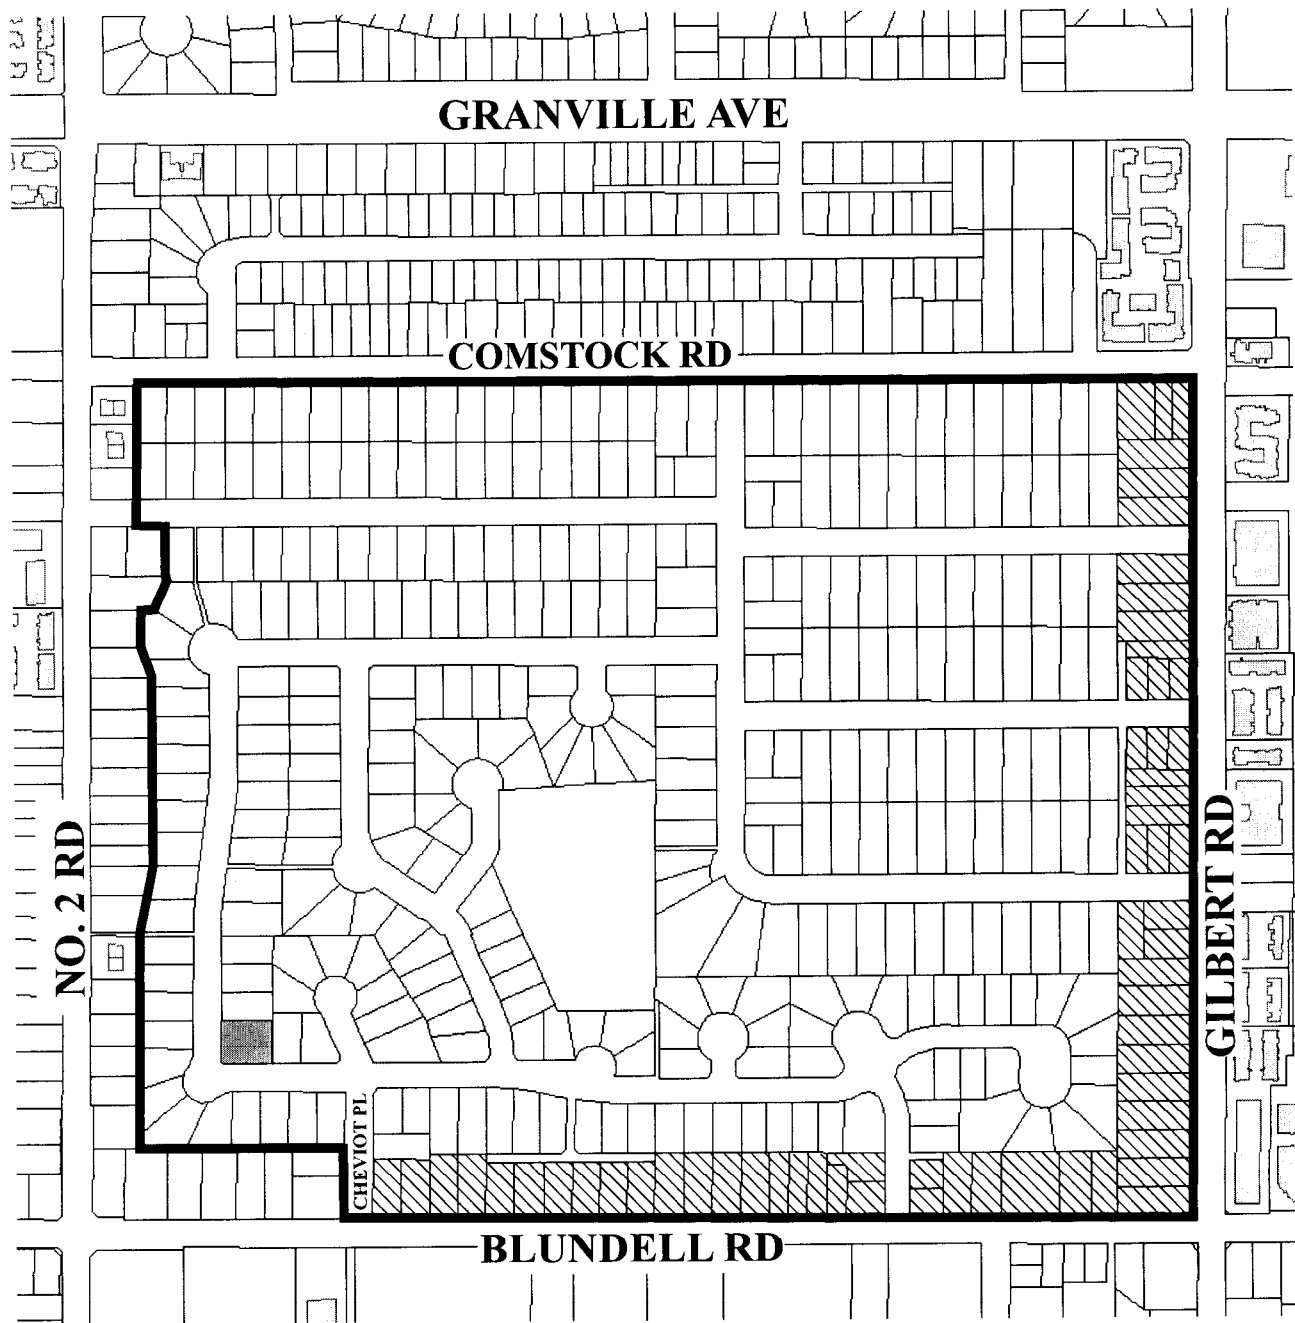 GRANVILLE AVE
COMSTOCK RD
NO. 2 RD
GILBERT RD
CHEVIOT PL
BLUNDELL RD